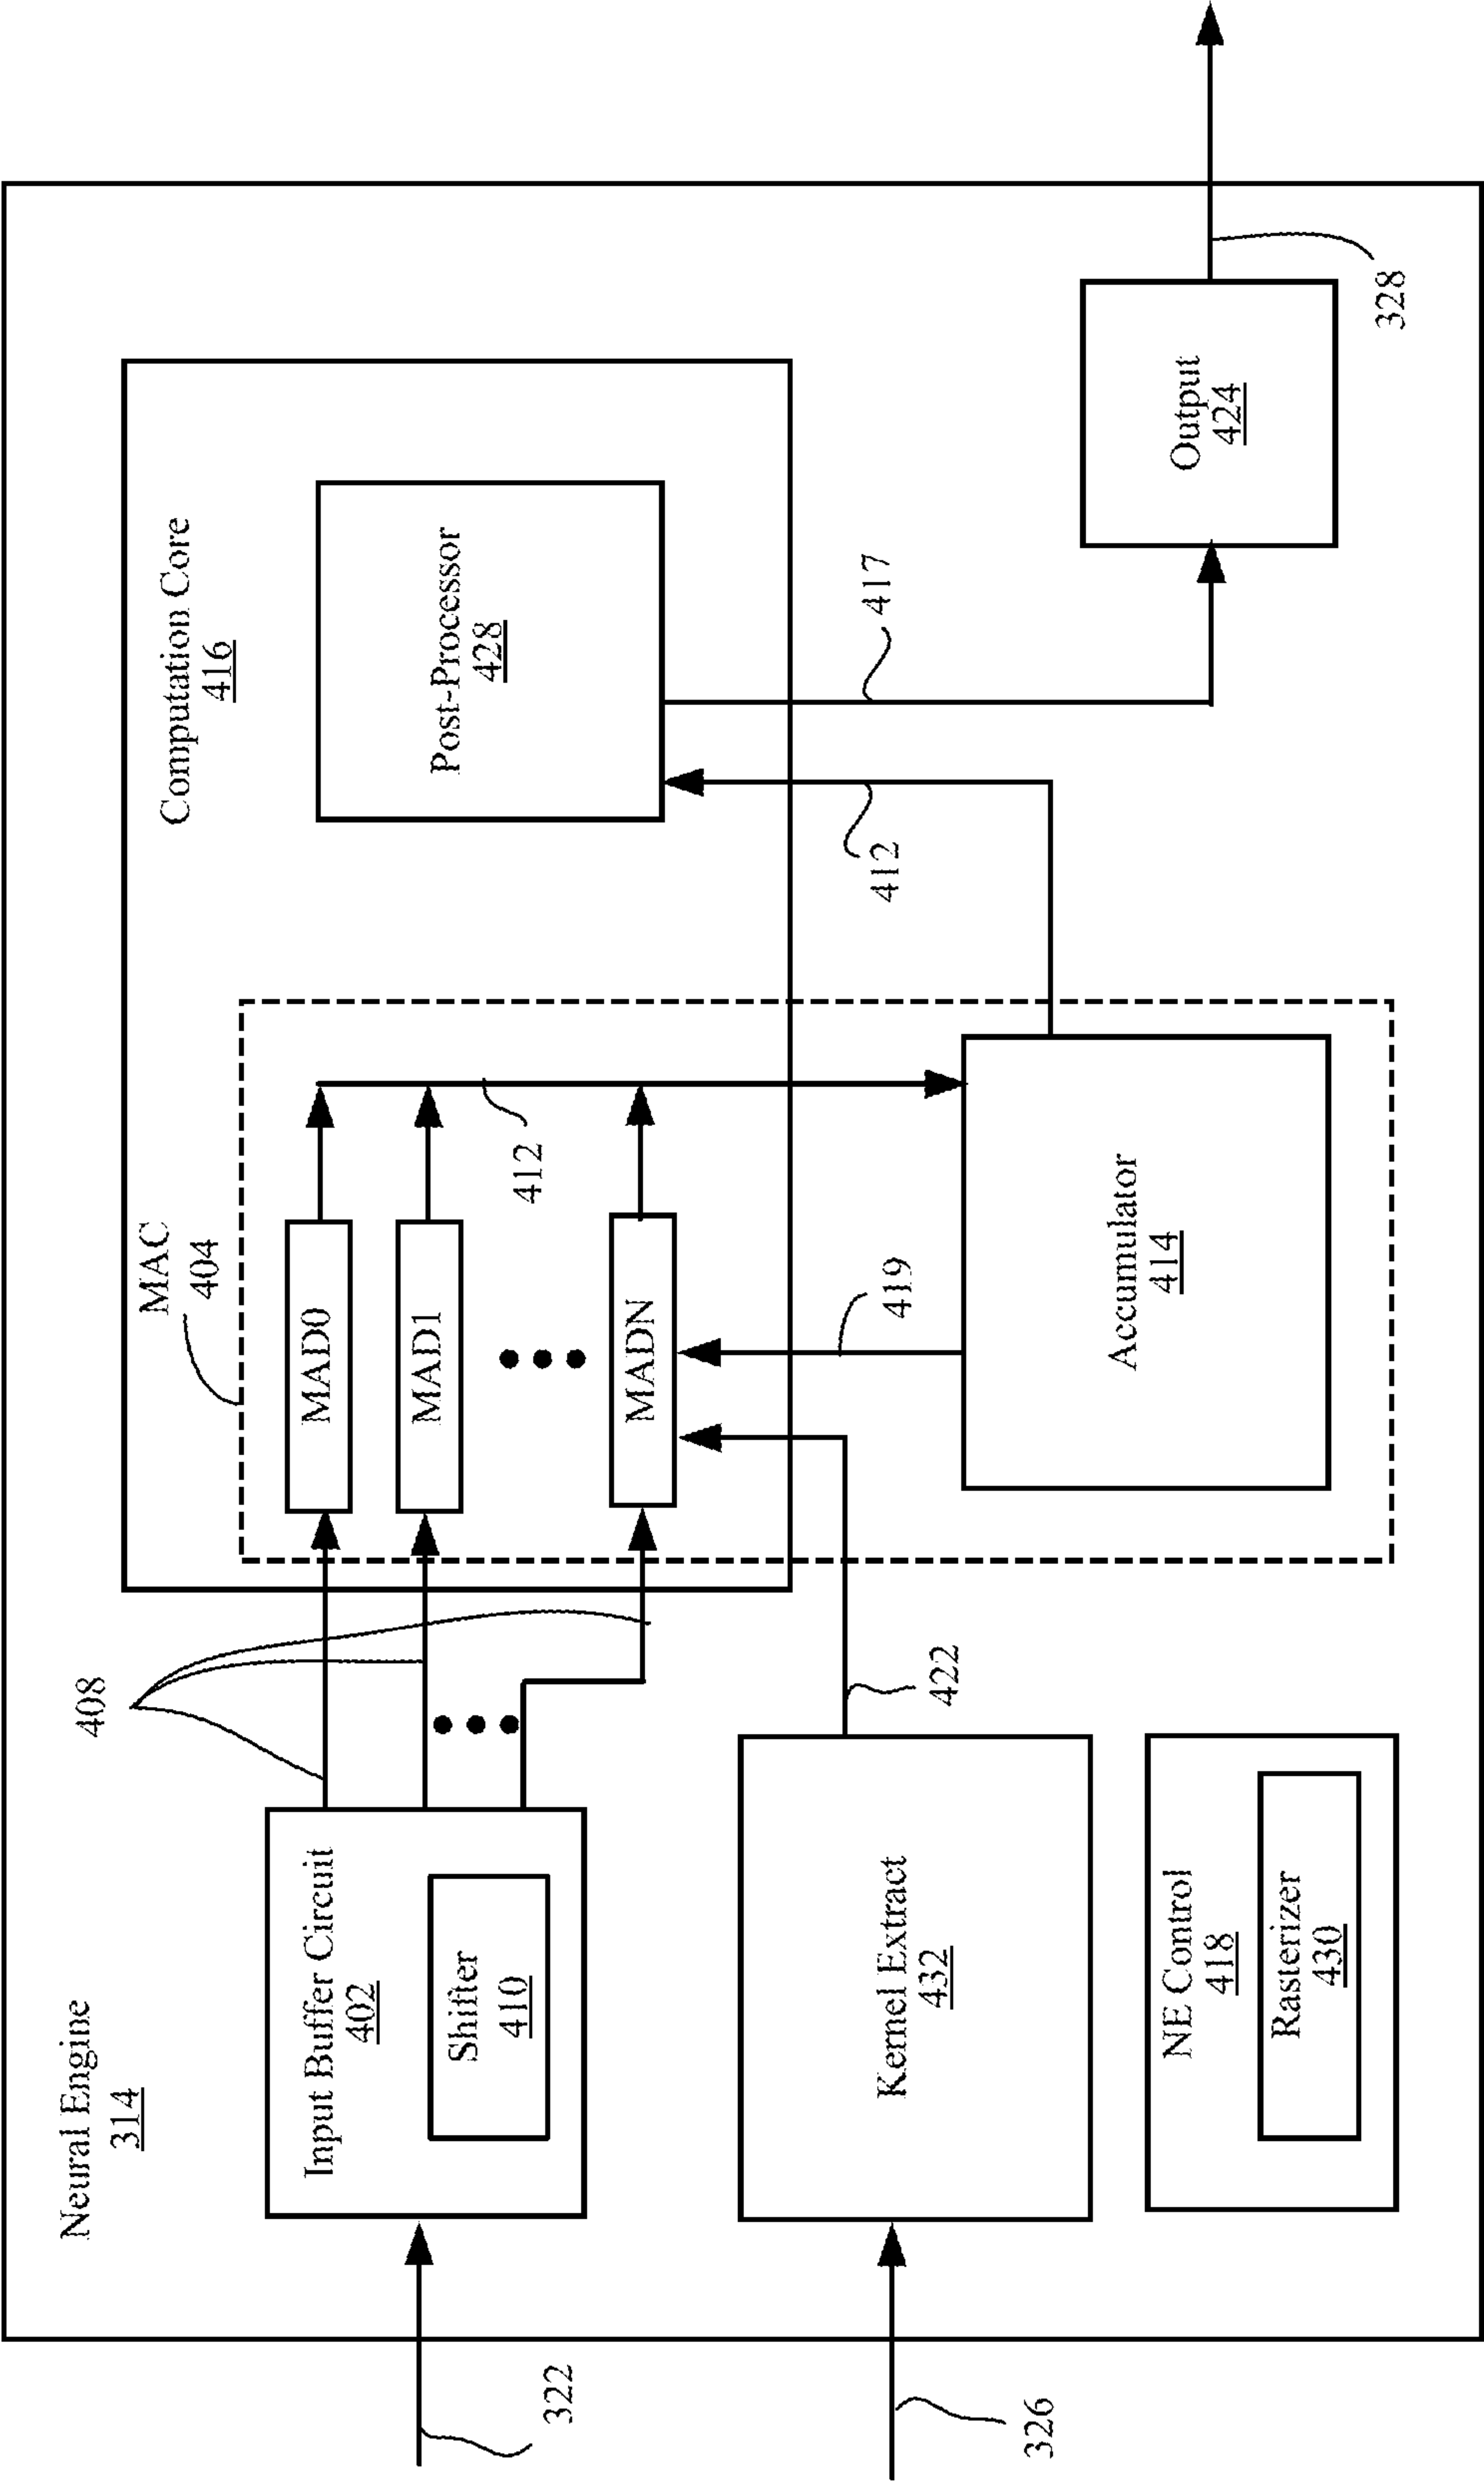 Neural Engine
314
Computation Core
416
MAC
404
408
Input Buffer Circuit
402
Shifter
410
MAD0
MAD1
MADN
412
Post-Processor
428
322
Kernel Extract
432
422
419
412
417
Accumulator
414
Output
424
328
326
NE Control
418
Rasterizer
430